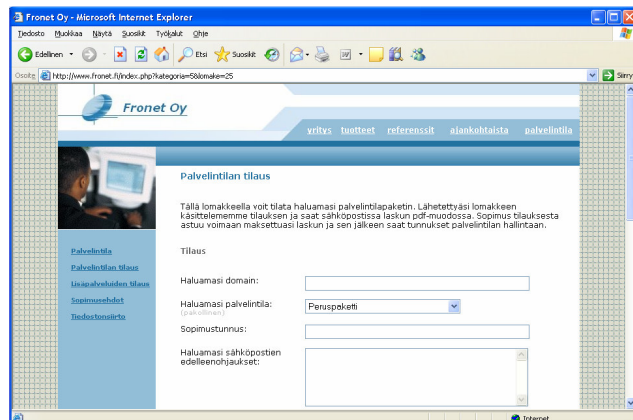 Fronet Oy - Microsoft Internet Explorer
Tiedosto Muokkaa Näytä Suosikit Työkalut Ohje
Edellinen Etsi Suosikit
Osoite http://www.fronet.fi/index.php?kategoria=5&lomake=25 Siirry
Fronet Oy
yritys tuotteet referenssit ajankohtaista palvelintila
Palvelintilan tilaus
Tällä lomakkeella voit tilata haluamasi palvelintilapaketin. Lähetettyäsi lomakkeen
käsittelemme tilauksen ja saat sähköpostissa laskun pdf-muodossa. Sopimus tilauksesta
astuu voimaan maksettuasi laskun ja sen jälkeen saat tunnukset palvelintilan hallintaan.
Palvelintila
Palvelintilan tilaus
Lisäpalveluiden tilaus
Sopimusehdot
Tiedostonsiirto
Tilaus
Haluamasi domain:
Haluamasi palvelintila: Peruspaketti
(pakollinen)
Sopimustunnus:
Haluamasi sähköpostien
edelleenohjaukset:
Internet